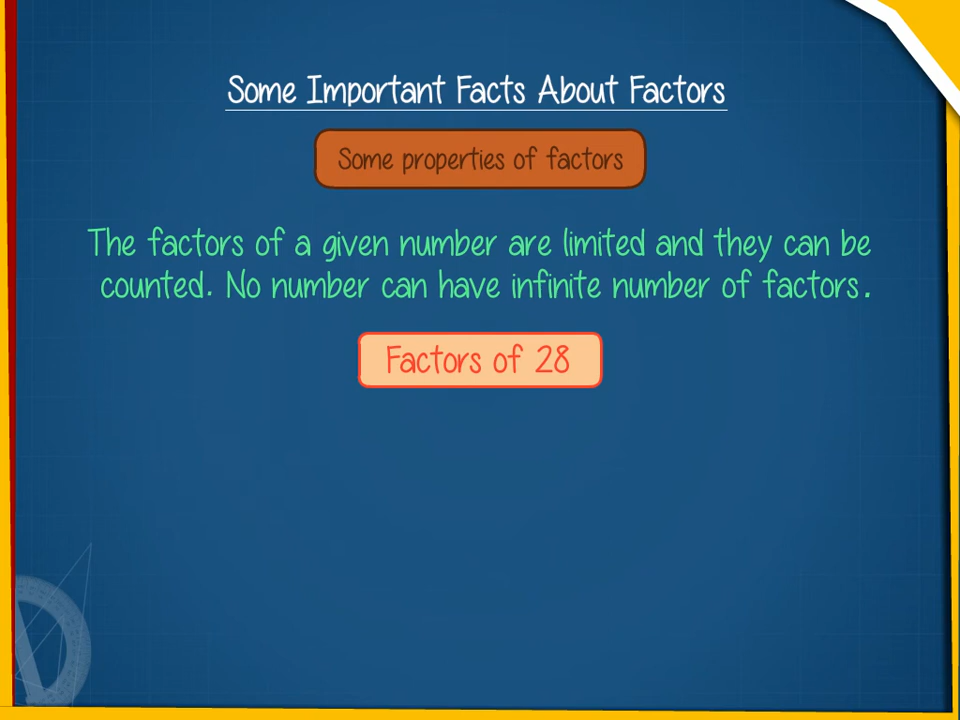 Some Important Facts About Factors
Some properties of factors
The factors of a given number are limited and they can be
counted. No number can have infinite number of factors.
Factors of 28